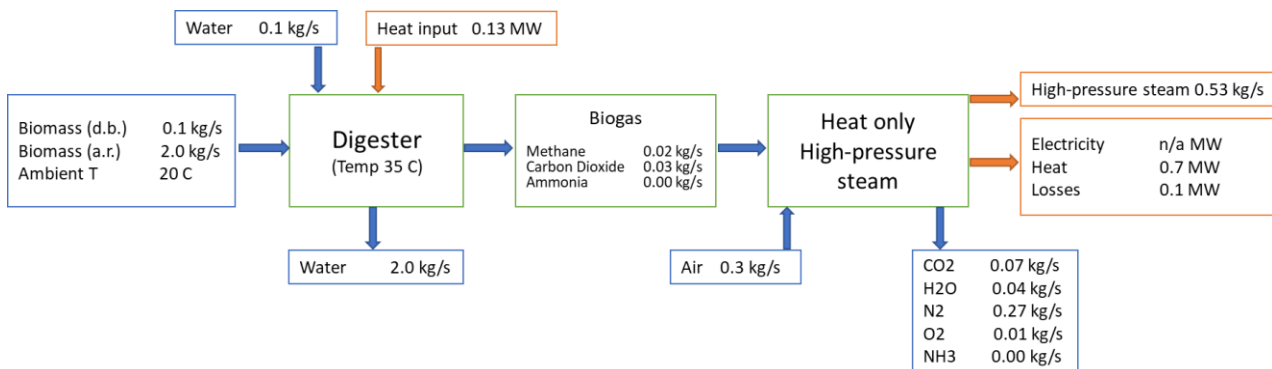 Water 0.1 kg/s
Heat input 0.13 MW
Biomass (d.b.) 0.1 kg/s
Biomass (a.r.) 2.0 kg/s
Ambient T 20 C
Digester
(Temp 35 C)
Water 2.0 kg/s
Biogas
Methane 0.02 kg/s
Carbon Dioxide 0.03 kg/s
Ammonia 0.00 kg/s
Air 0.3 kg/s
Heat only
High-pressure
steam
High-pressure steam 0.53 kg/s
Electricity n/a MW
Heat 0.7 MW
Losses 0.1 MW
CO2 0.07 kg/s
H2O 0.04 kg/s
N2 0.27 kg/s
O2 0.01 kg/s
NH3 0.00 kg/s